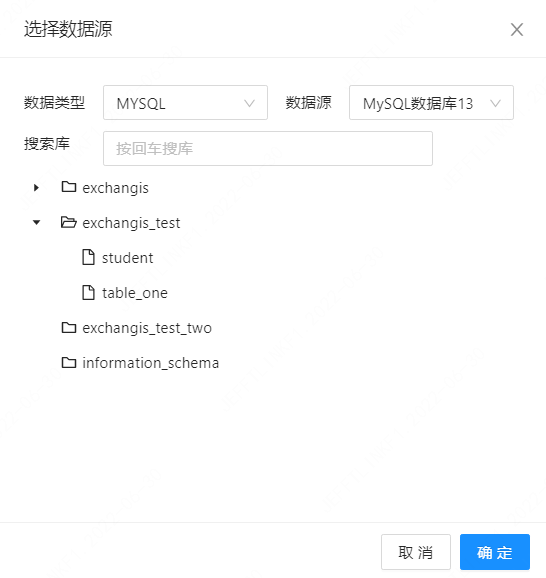 选择数据源
数据类型 MYSQL 数据源 MySQL数据库13
搜索库 按回车搜库
exchangis
exchangis_test
student
table_one
exchangis_test_two
information_schema
取 消 确 定